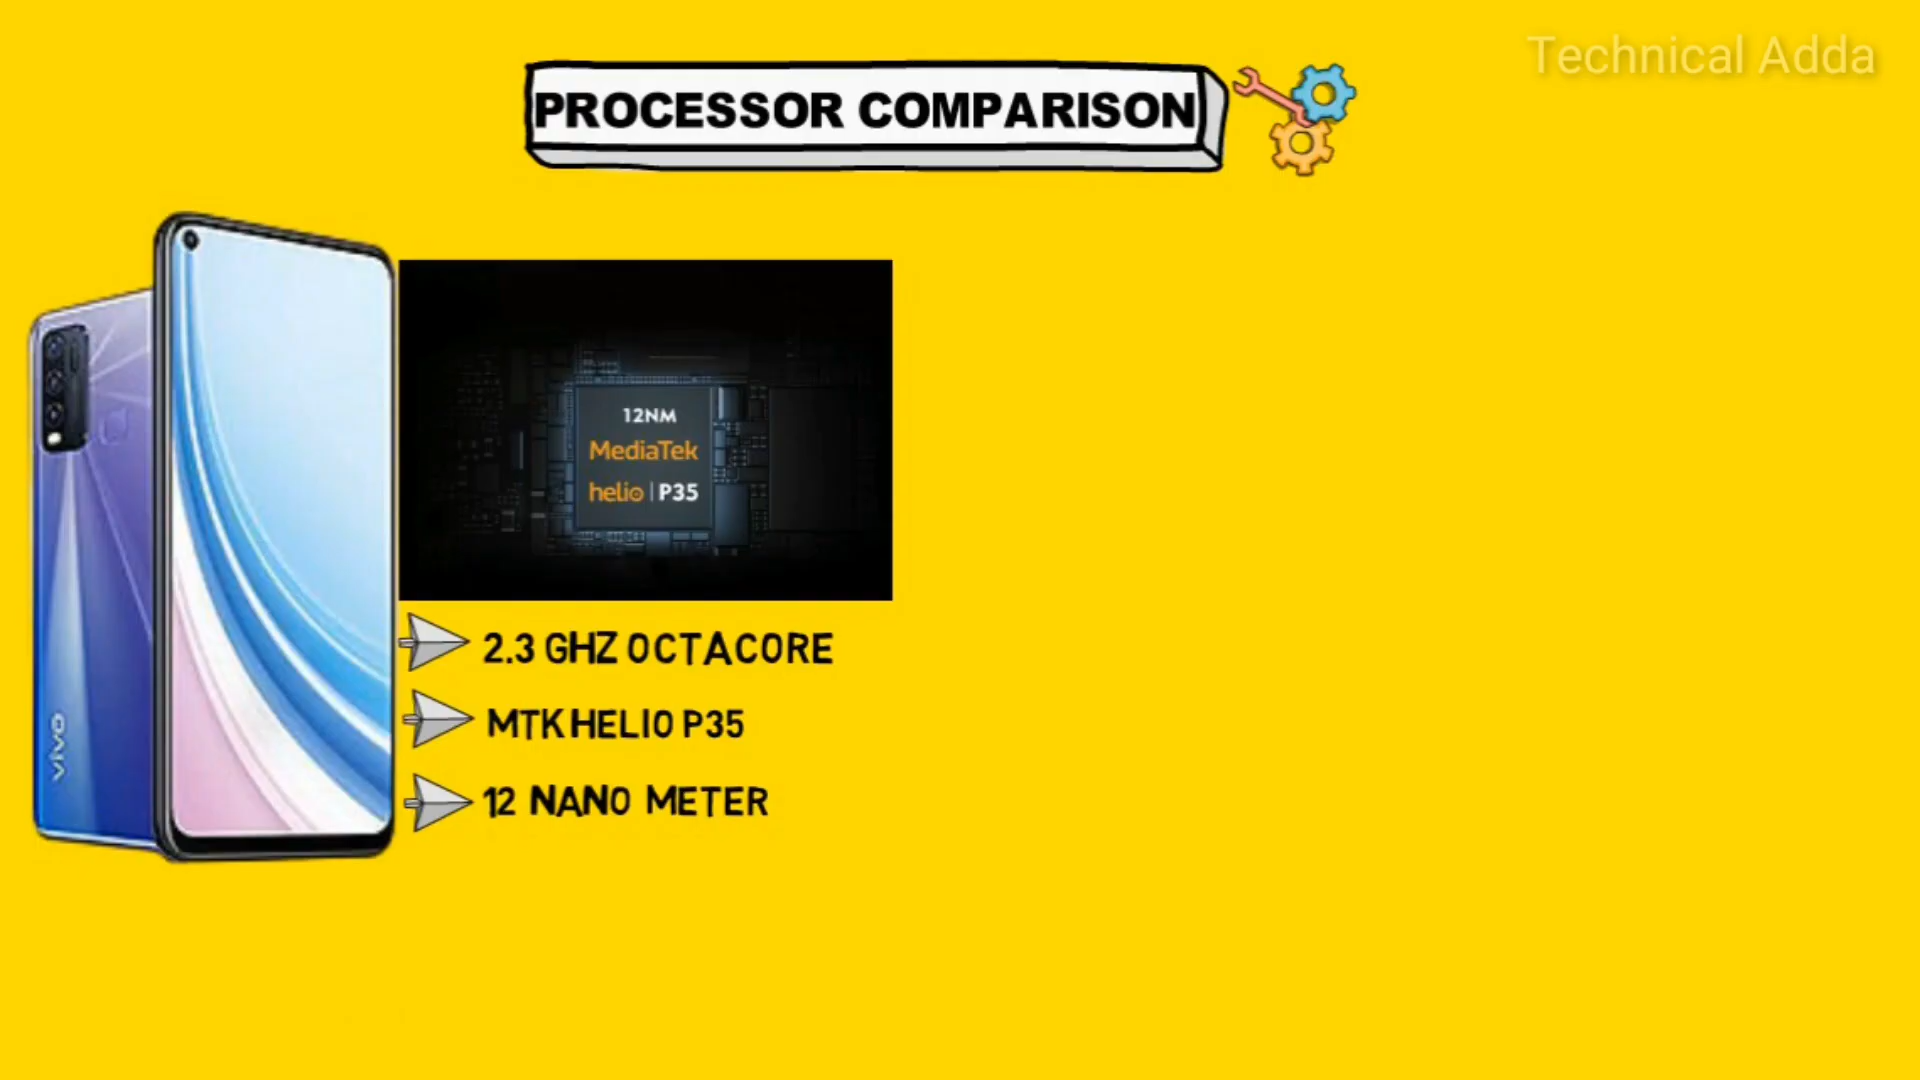 Technical Adda
PROCESSOR COMPARISON
12NM
MediaTek
helio | P35
vivo
2.3 GHZ OCTACORE
MTK HELIO P35
12 NANO METER